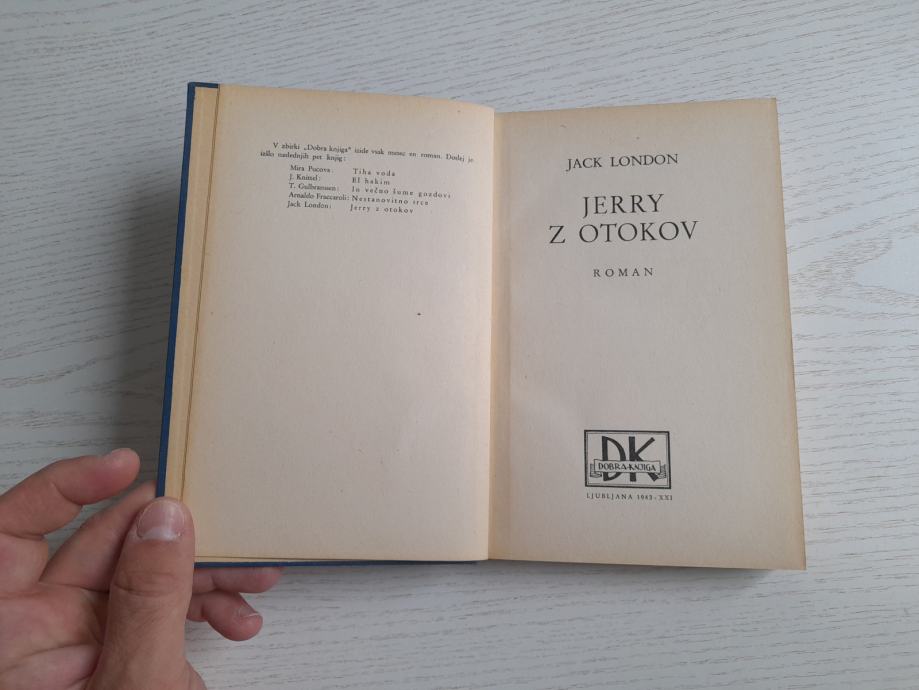 V zbirki „Dobra knjiga" izide vsak mesec en roman. Doslej je
izšlo naslednjih pet knjig:
Mira Pucova: Tiha voda
J. Knittel: El hakim
T. Gulbranssen: In večno šume gozdovi
Arnaldo Fraccaroli: Nestanovitno srce
Jack London: Jerry z otokov
JACK LONDON
JERRY
Z OTOKOV
ROMAN
DK
DOBRA KNJIGA
LJUBLJANA 1943-XXI